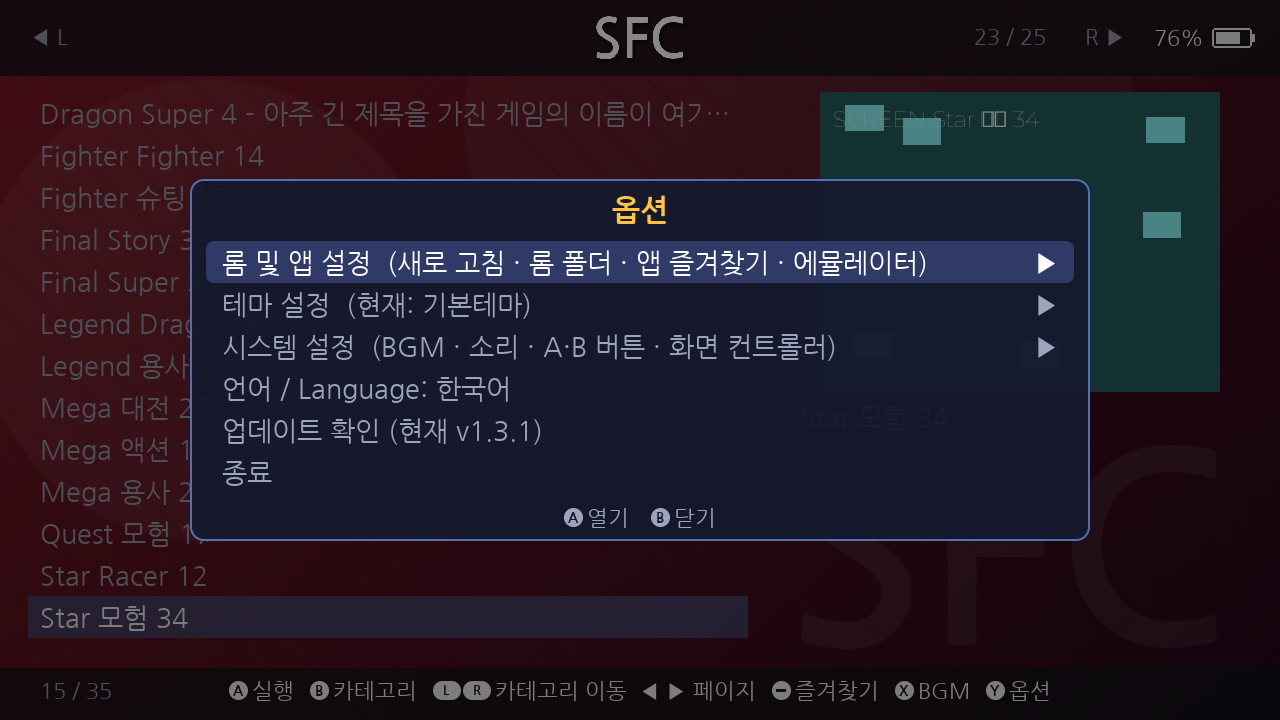 L
SFC
23 / 25
R
76%
Dragon Super 4 - 아주 긴 제목을 가진 게임의 이름이 여기…
SCREEN Star 34
Fighter Fighter 14
Fighter 슈팅
Final Story
Final Super
Legend Dragon
Legend 용사
Mega 대전 27
Mega 액션 1
Mega 용사
Quest 모험 17
Star Racer 12
Star 모험 34
옵션
롬 및 앱 설정 (새로 고침 · 롬 폴더 · 앱 즐겨찾기 · 에뮬레이터)
테마 설정 (현재: 기본테마)
시스템 설정 (BGM · 소리 · A·B 버튼 · 화면 컨트롤러)
언어 / Language: 한국어
업데이트 확인 (현재 v1.3.1)
종료
A 열기 B 닫기
Star 모험 34
SFC
15 / 35
A 실행 B 카테고리 L R 카테고리 이동 ◀ ▶ 페이지 즐겨찾기 X BGM Y 옵션